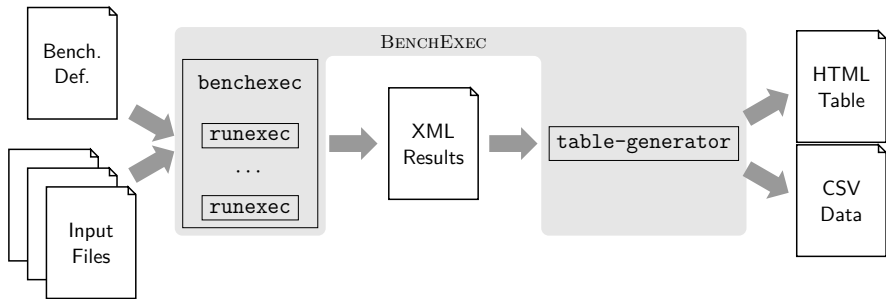 Bench.
Def.
Input
Files
BENCHEXEC
benchexec
runexec
...
runexec
XML
Results
table-generator
HTML
Table
CSV
Data